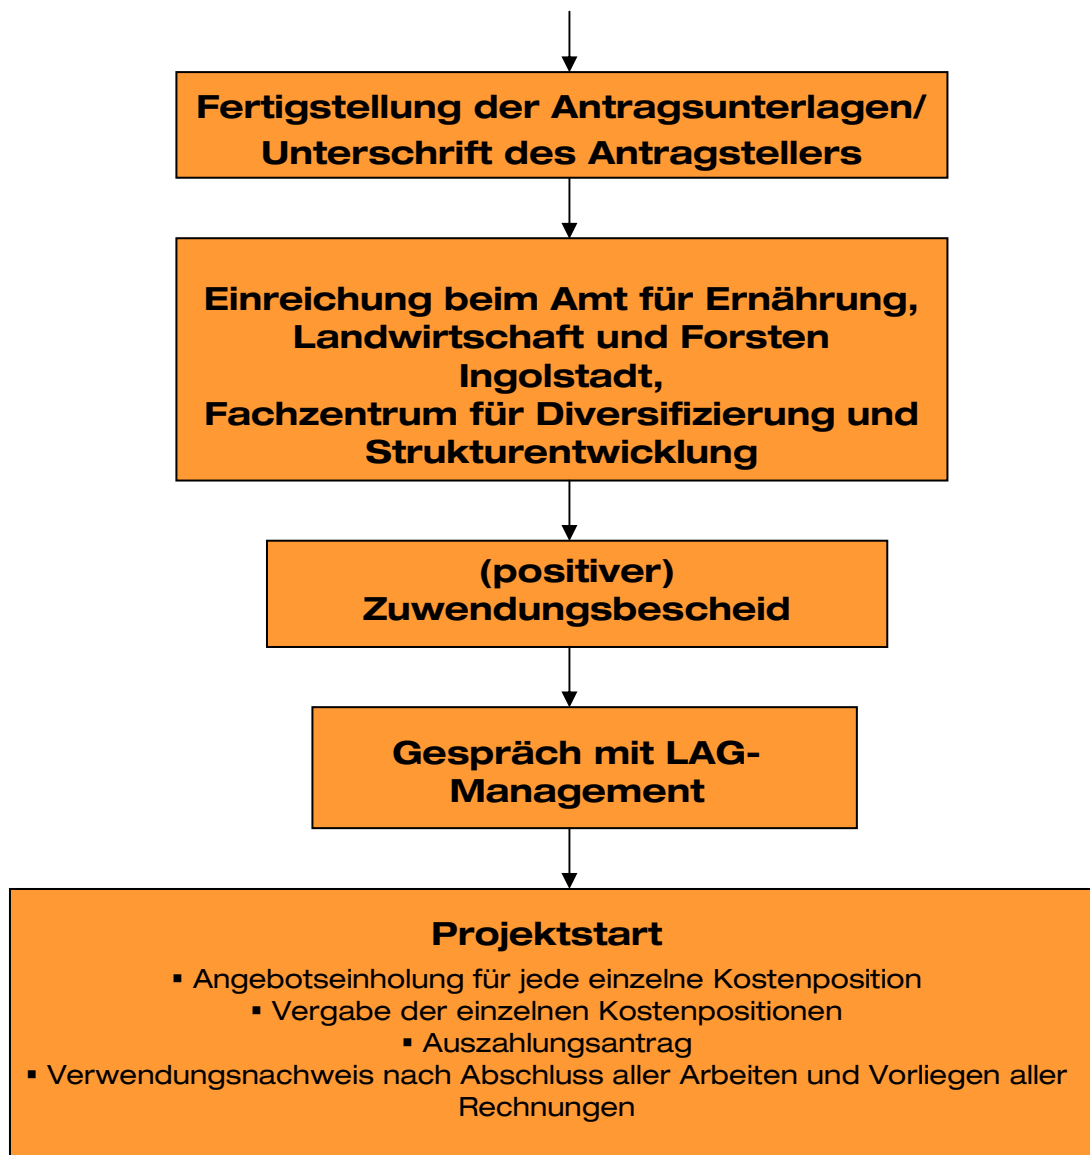 Fertigstellung der Antragsunterlagen/
Unterschrift des Antragstellers
Einreichung beim Amt für Ernährung,
Landwirtschaft und Forsten
Ingolstadt,
Fachzentrum für Diversifizierung und
Strukturentwicklung
(positiver)
Zuwendungsbescheid
Gespräch mit LAG-
Management
Projektstart
▪ Angebotseinholung für jede einzelne Kostenposition
▪ Vergabe der einzelnen Kostenpositionen
▪ Auszahlungsantrag
▪ Verwendungsnachweis nach Abschluss aller Arbeiten und Vorliegen aller
Rechnungen